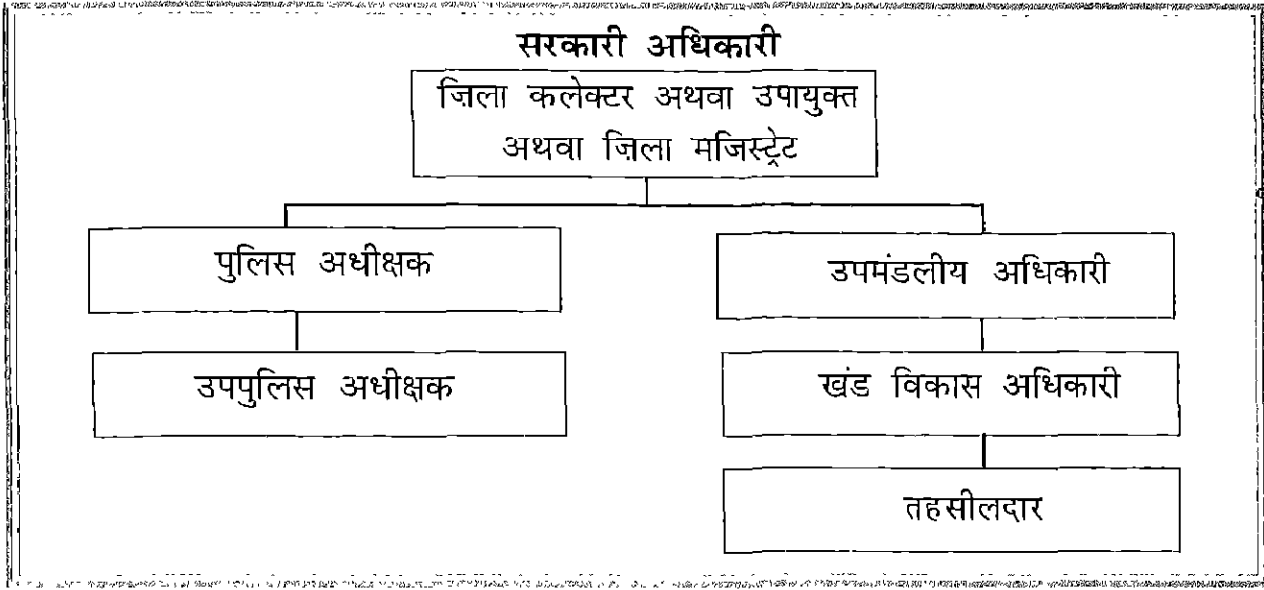 सरकारी अधिकारी
ज़िला कलेक्टर अथवा उपायुक्त
अथवा ज़िला मजिस्ट्रेट
पुलिस अधीक्षक
उपमंडलीय अधिकारी
उपपुलिस अधीक्षक
खंड विकास अधिकारी
तहसीलदार